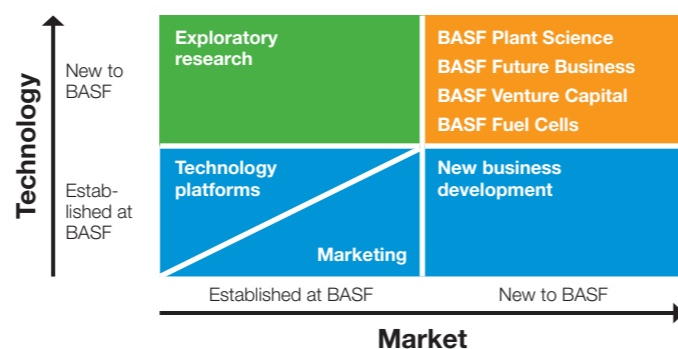 Technology
New to
BASF
Estab-
lished at
BASF
Exploratory
research
BASF Plant Science
BASF Future Business
BASF Venture Capital
BASF Fuel Cells
Technology
platforms
Marketing
New business
development
Established at BASF
New to BASF
Market